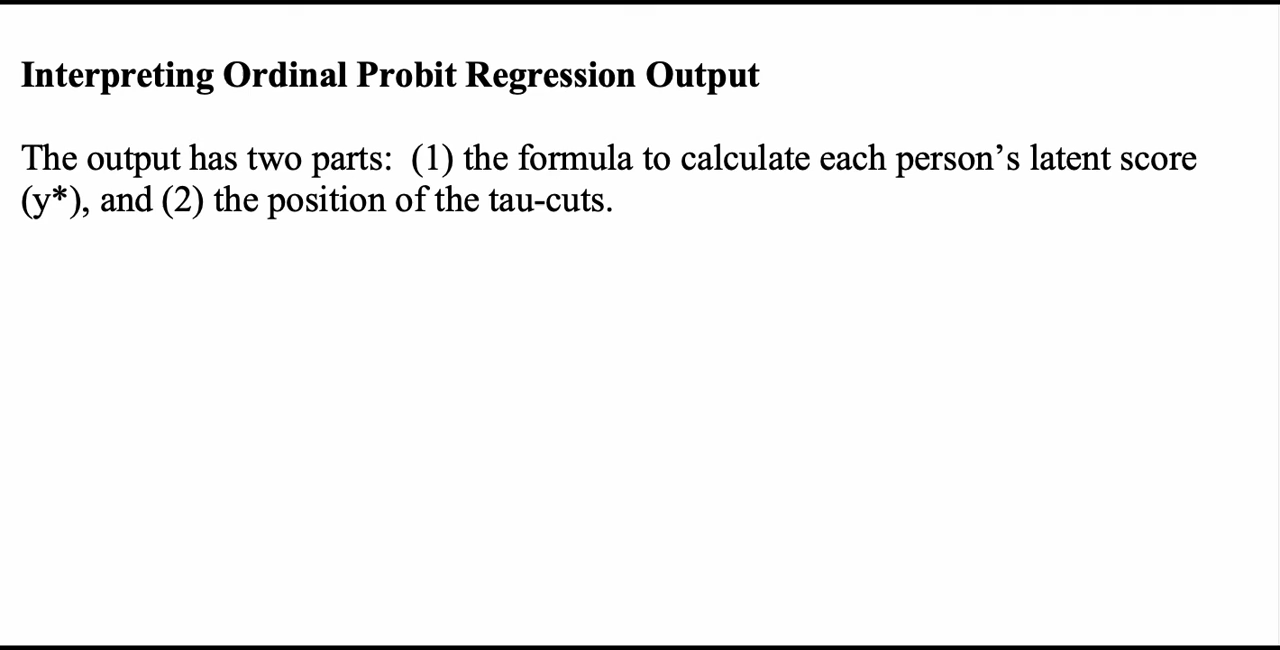 Interpreting Ordinal Probit Regression Output
The output has two parts:  (1) the formula to calculate each person’s latent score
(y*), and (2) the position of the tau-cuts.